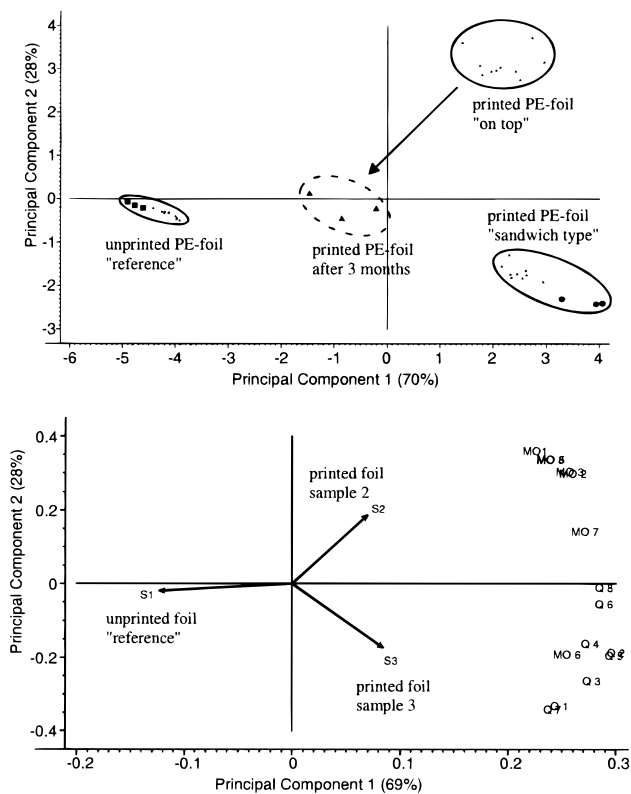 4
3
2
1
0
-1
-2
-3
Principal Component 2 (28%)
printed PE-foil
"on top"
printed PE-foil
"sandwich type"
unprinted PE-foil
"reference"
printed PE-foil
after 3 months
-6 -5 -4 -3 -2 -1 0 1 2 3 4
Principal Component 1 (70%)
0.4
0.2
0
-0.2
-0.4
Principal Component 2 (28%)
MO1
MO 3
MO 2
printed foil
sample 2
S2
MO 7
Q 8
S1
Q 6
unprinted foil
"reference"
Q 4
MO 6
S3
Q 3
printed foil
sample 3
-0.2 -0.1 0 0.1 0.2 0.3
Principal Component 1 (69%)